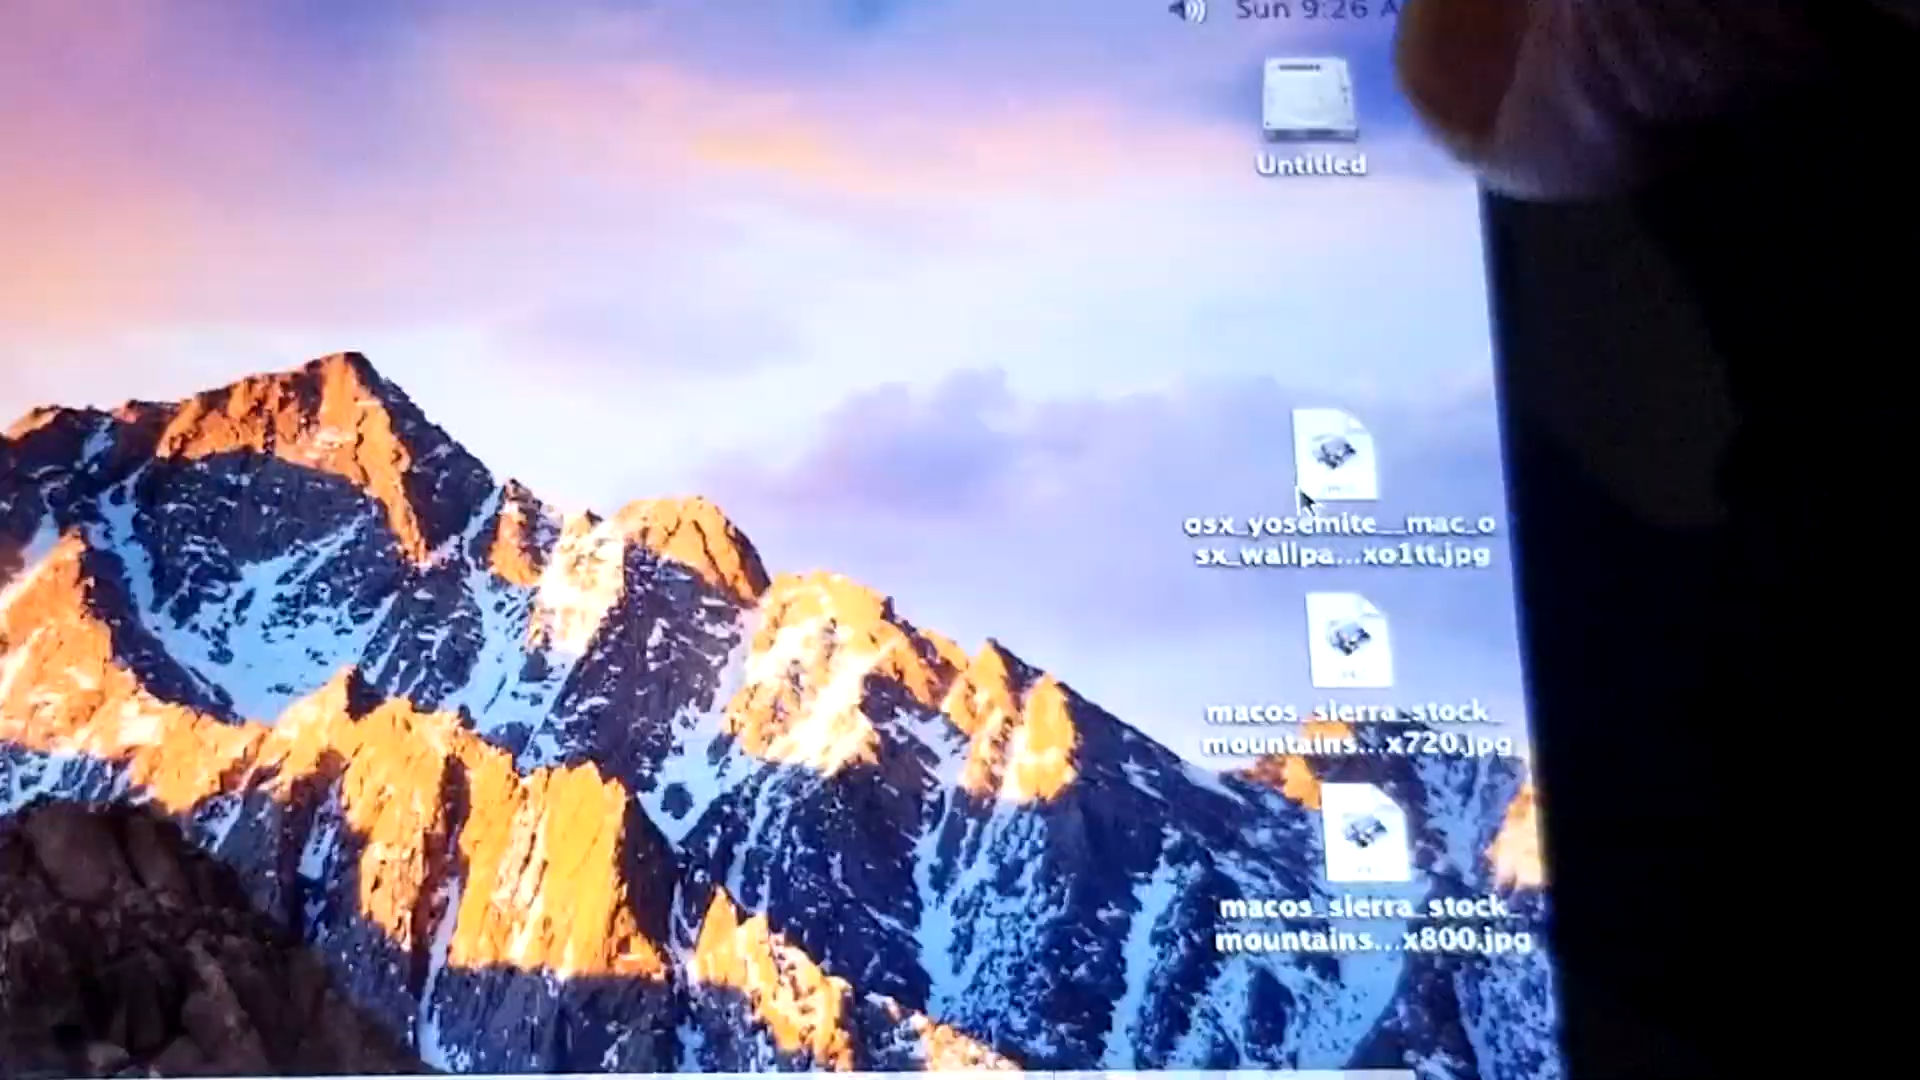 Sun 9:26 A
Untitled
osx_yosemite__mac_o
sx_wallpa...xo1tt.jpg
macos_sierra_stock_
mountains...x720.jpg
macos_sierra_stock_
mountains...x800.jpg